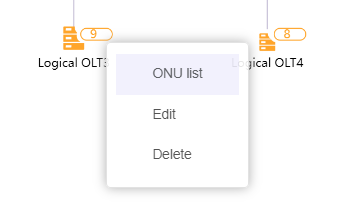 9
8
Logical OLT3
Logical OLT4
ONU list
Edit
Delete